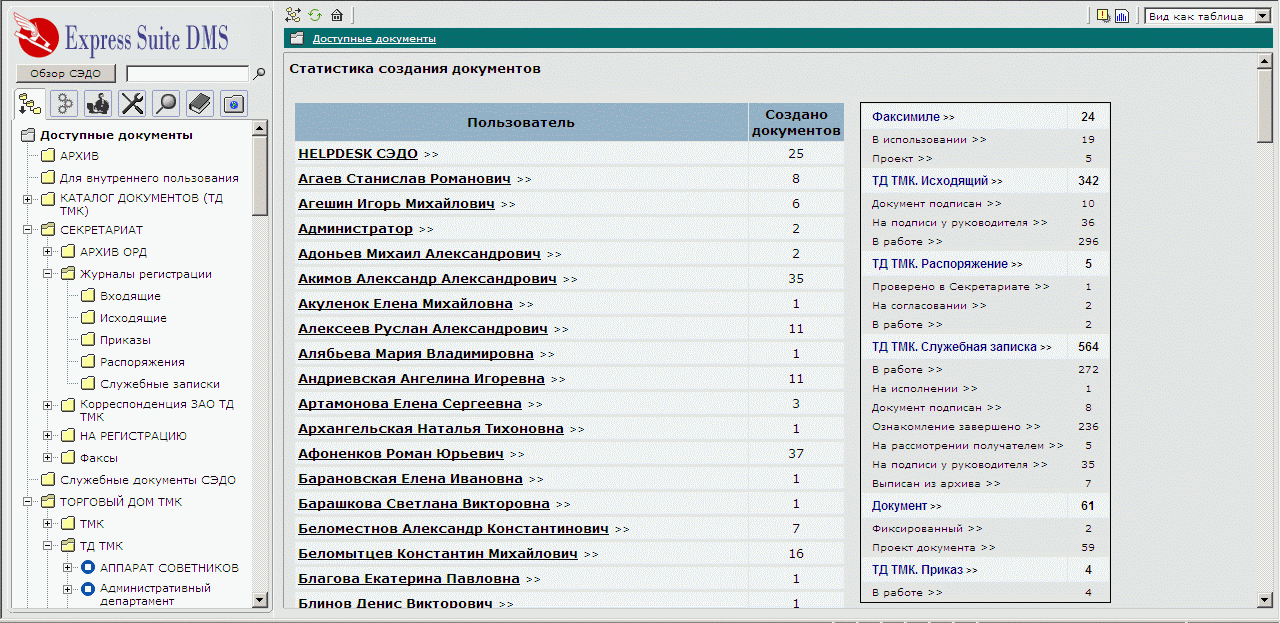 Express Suite DMS
Обзор СЭДО
Доступные документы
АРХИВ
Для внутреннего пользования
КАТАЛОГ ДОКУМЕНТОВ (ТД
ТМК)
СЕКРЕТАРИАТ
АРХИВ ОРД
Журналы регистрации
Входящие
Исходящие
Приказы
Распоряжения
Служебные записки
Корреспонденция ЗАО ТД
ТМК
НА РЕГИСТРАЦИЮ
Факсы
Служебные документы СЭДО
ТОРГОВЫЙ ДОМ ТМК
ТМК
ТД ТМК
АППАРАТ СОВЕТНИКОВ
Административный
департамент
Вид как таблица
Доступные документы
Статистика создания документов
Пользователь
Создано
документов
HELPDESK СЭДО >> 25
Агаев Станислав Романович >> 8
Агешин Игорь Михайлович >> 6
Администратор >> 2
Адоньев Михаил Александрович >> 2
Акимов Александр Александрович >> 35
Акуленок Елена Михайловна >> 1
Алексеев Руслан Александрович >> 11
Алябьева Мария Владимировна >> 1
Андриевская Ангелина Игоревна >> 11
Артамонова Елена Сергеевна >> 3
Архангельская Наталья Тихоновна >> 1
Афоненков Роман Юрьевич >> 37
Барановская Елена Ивановна >> 1
Барашкова Светлана Викторовна >> 1
Беломестнов Александр Константинович >> 7
Беломытцев Константин Михайлович >> 16
Благова Екатерина Павловна >> 1
Блинов Денис Викторович >> 1
Факсимиле >> 24
В использовании >> 19
Проект >> 5
ТД ТМК. Исходящий >> 342
Документ подписан >> 10
На подписи у руководителя >> 36
В работе >> 296
ТД ТМК. Распоряжение >> 5
Проверено в Секретариате >> 1
На согласовании >> 2
В работе >> 2
ТД ТМК. Служебная записка >> 564
В работе >> 272
На исполнении >> 1
Документ подписан >> 8
Ознакомление завершено >> 236
На рассмотрении получателем >> 5
На подписи у руководителя >> 35
Выписан из архива >> 7
Документ >> 61
Фиксированный >> 2
Проект документа >> 59
ТД ТМК. Приказ >> 4
В работе >> 4